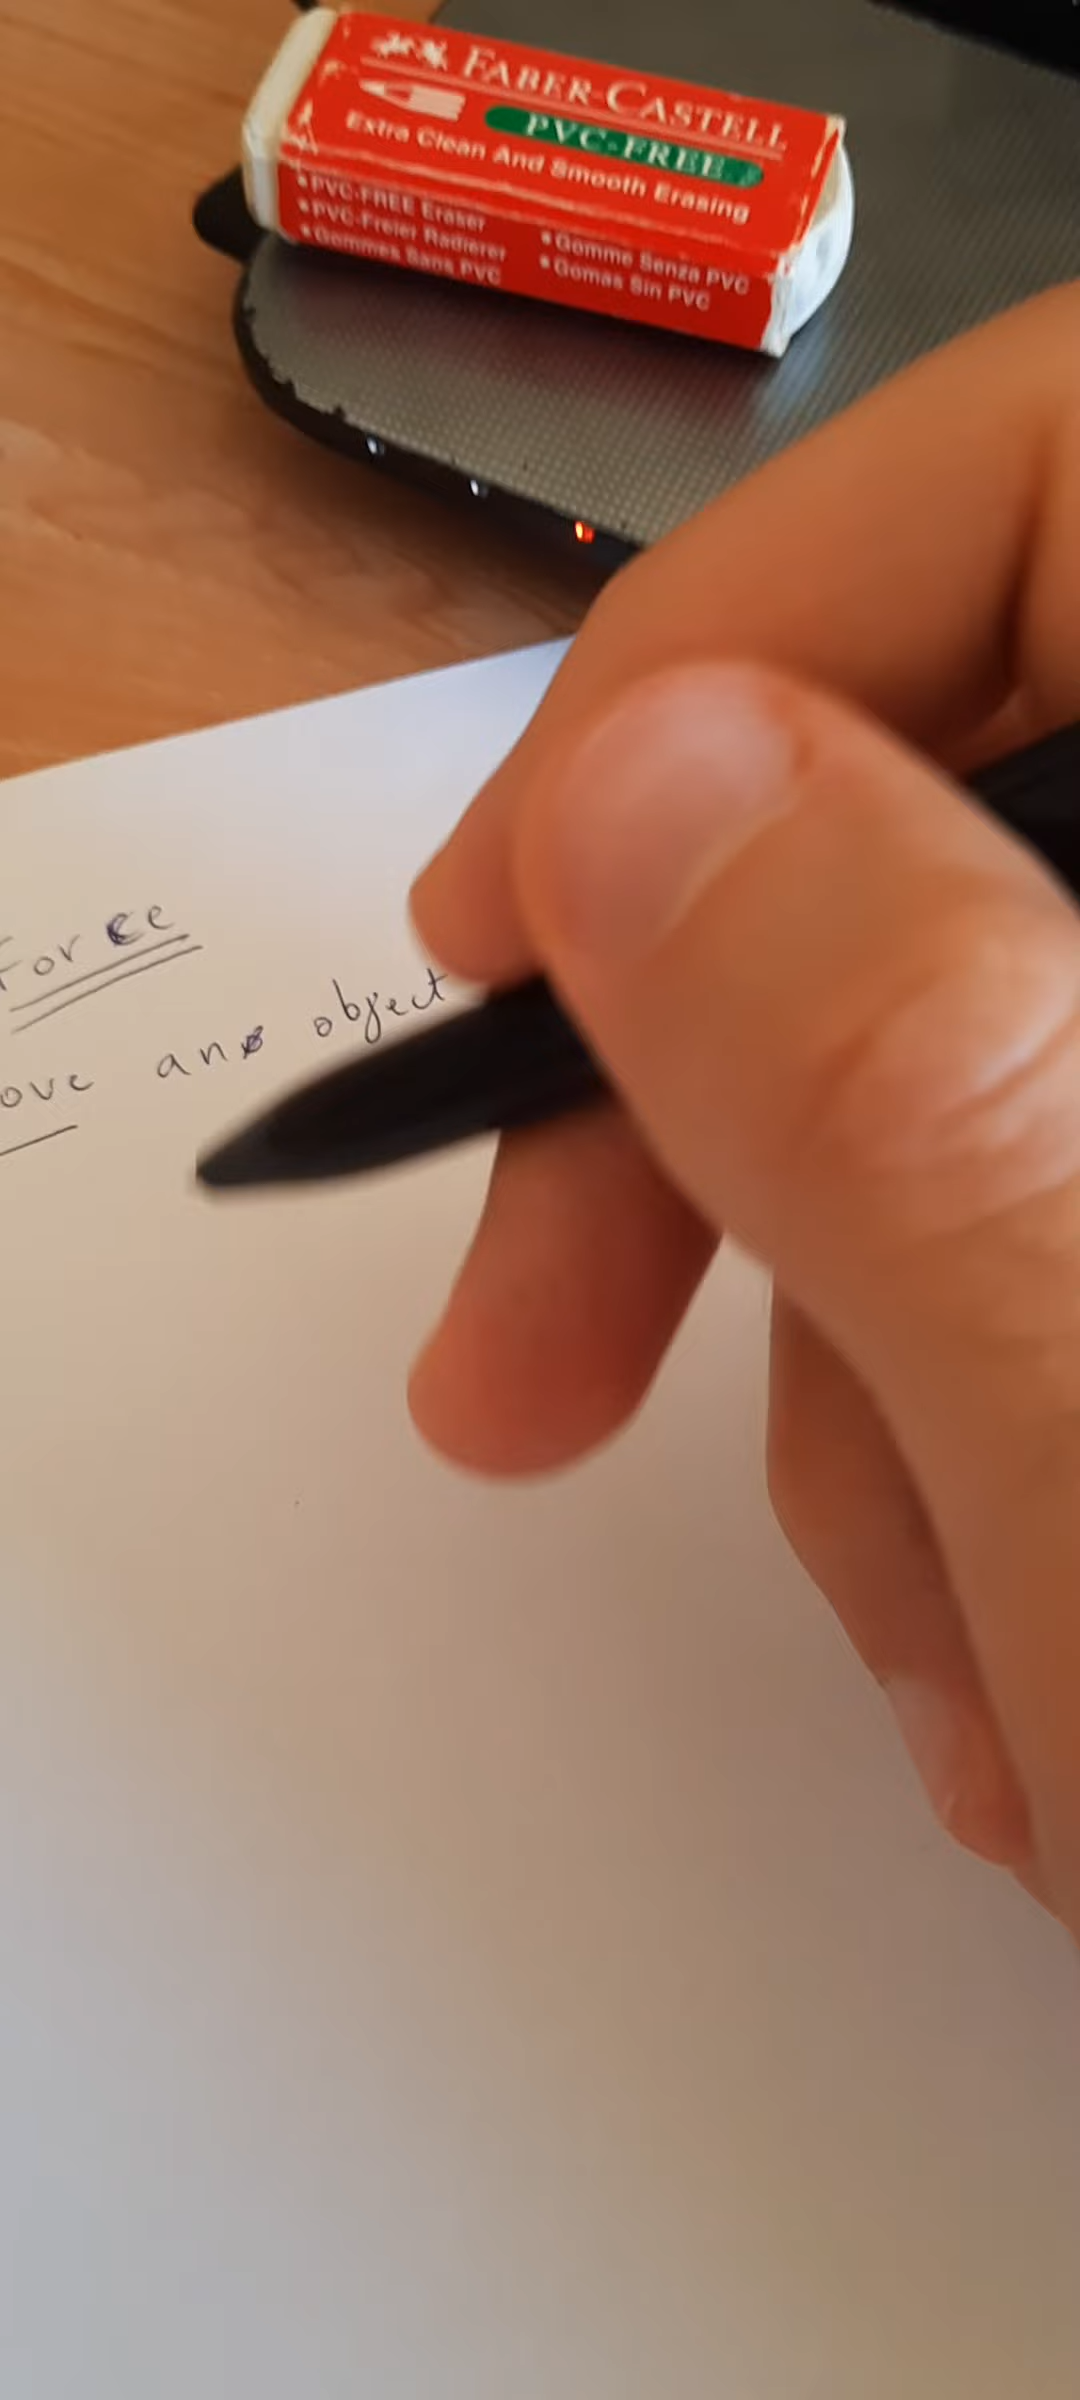 FABER-CASTELL
PVC-FREE
Extra Clean And Smooth Erasing
•PVC-FREE Eraser
•PVC-Freier Radierer
•Gommes Sans PVC
•Gomme Senza PVC
•Gomas Sin PVC
Force
ove an object